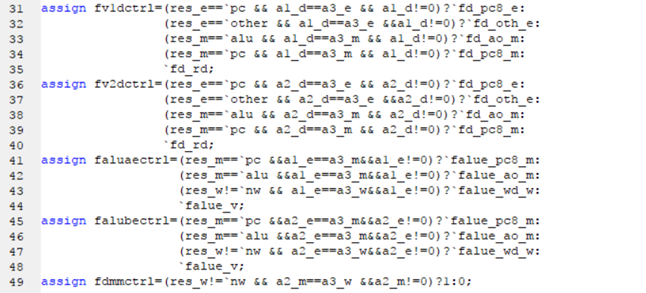 31 assign fv1dctrl=(res_e==`pc && a1_d==a3_e && a1_d!=0)?`fd_pc8_e:
32 (res_e==`other && a1_d==a3_e &&a1_d!=0)?`fd_oth_e:
33 (res_m==`alu && a1_d==a3_m && a1_d!=0)?`fd_ao_m:
34 (res_m==`pc && a1_d==a3_m && a1_d!=0)?`fd_pc8_m:
35 `fd_rd;
36 assign fv2dctrl=(res_e==`pc && a2_d==a3_e && a2_d!=0)?`fd_pc8_e:
37 (res_e==`other && a2_d==a3_e &&a2_d!=0)?`fd_oth_e:
38 (res_m==`alu && a2_d==a3_m && a2_d!=0)?`fd_ao_m:
39 (res_m==`pc && a2_d==a3_m && a2_d!=0)?`fd_pc8_m:
40 `fd_rd;
41 assign faluaectrl=(res_m==`pc &&a1_e==a3_m&&a1_e!=0)?`falue_pc8_m:
42 (res_m==`alu &&a1_e==a3_m&&a1_e!=0)?`falue_ao_m:
43 (res_w!=`nw && a1_e==a3_w&&a1_e!=0)?`falue_wd_w:
44 `falue_v;
45 assign falubectrl=(res_m==`pc &&a2_e==a3_m&&a2_e!=0)?`falue_pc8_m:
46 (res_m==`alu &&a2_e==a3_m&&a2_e!=0)?`falue_ao_m:
47 (res_w!=`nw && a2_e==a3_w&&a2_e!=0)?`falue_wd_w:
48 `falue_v;
49 assign fdmmctrl=(res_w!=`nw && a2_m==a3_w &&a2_m!=0)?1:0;